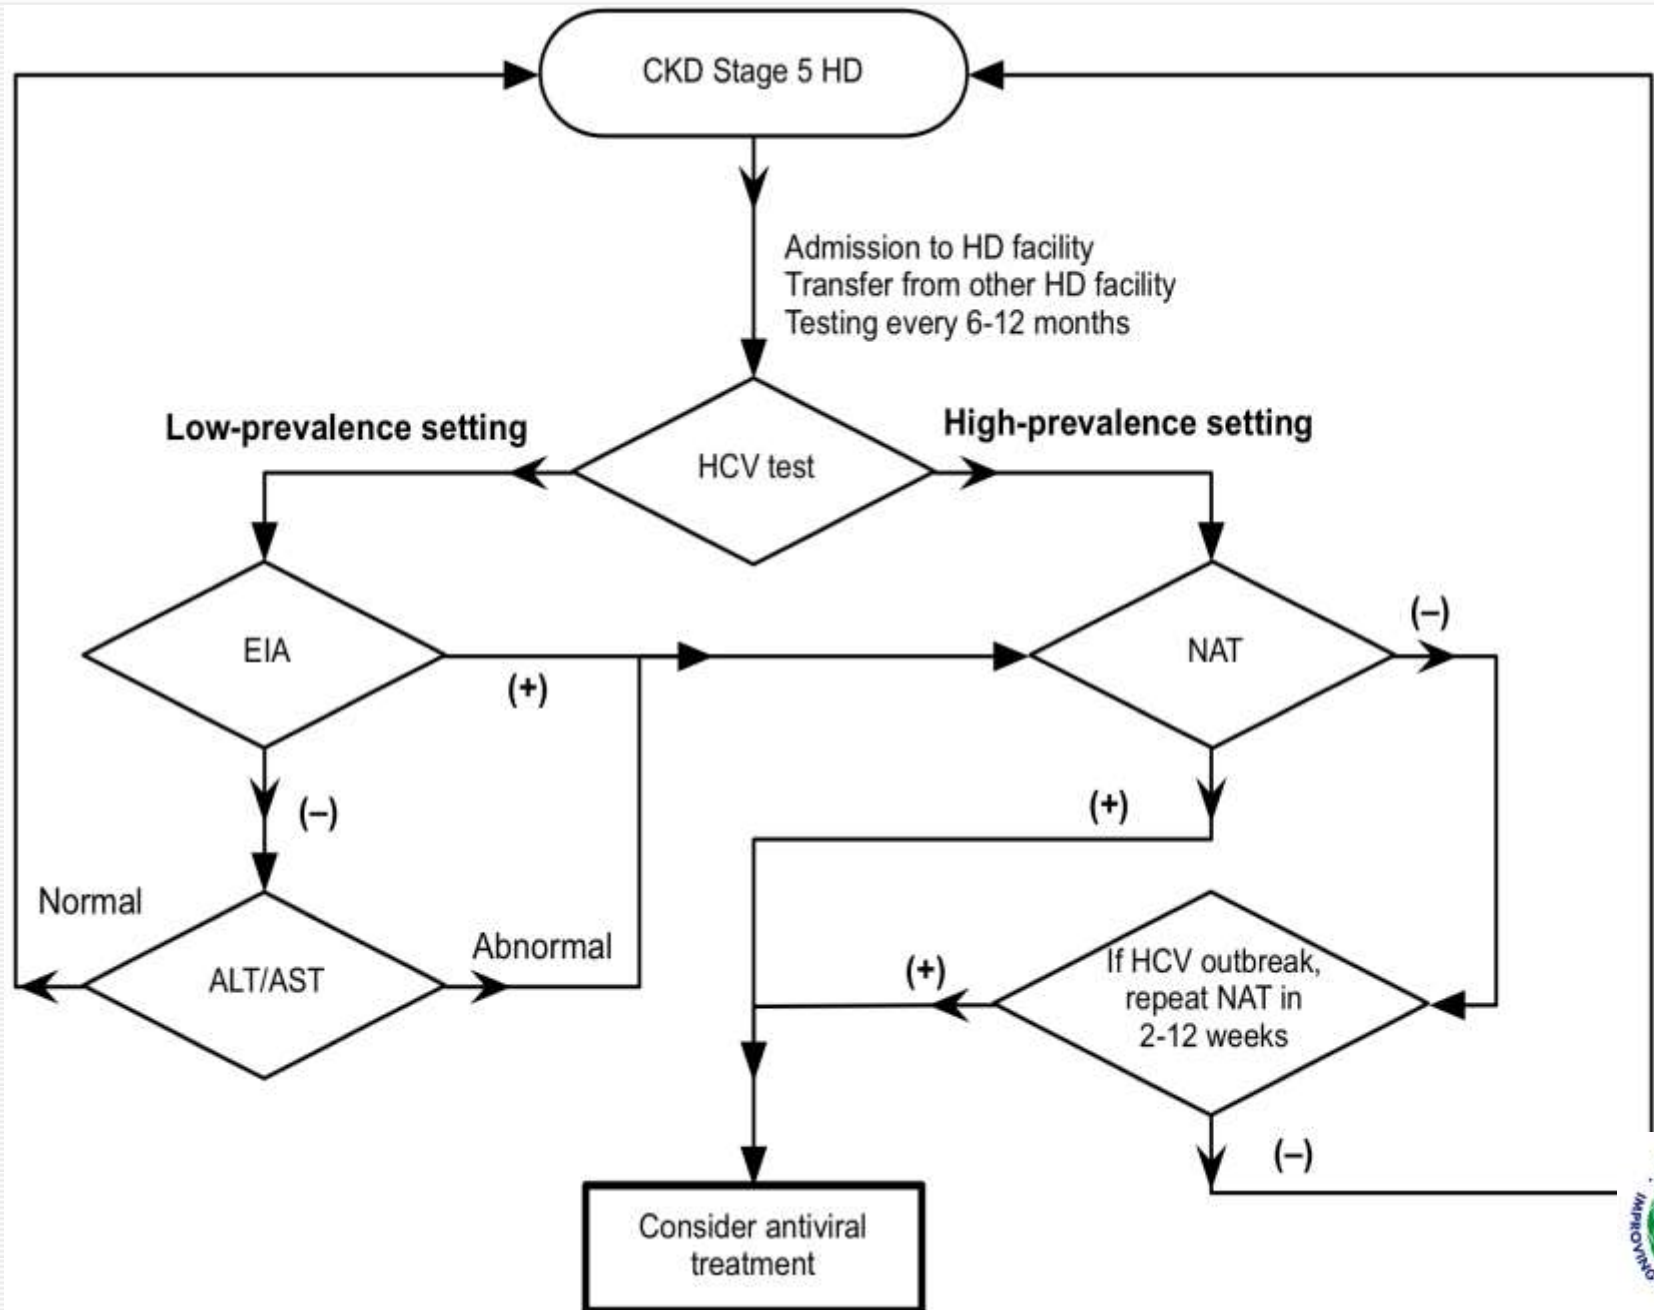 CKD Stage 5 HD
Admission to HD facility
Transfer from other HD facility
Testing every 6-12 months
Low-prevalence setting
High-prevalence setting
HCV test
EIA
(+)
NAT
(–)
(–)
(+)
Normal
Abnormal
ALT/AST
(+)
If HCV outbreak,
repeat NAT in
2-12 weeks
(–)
Consider antiviral
treatment
IMPROVING